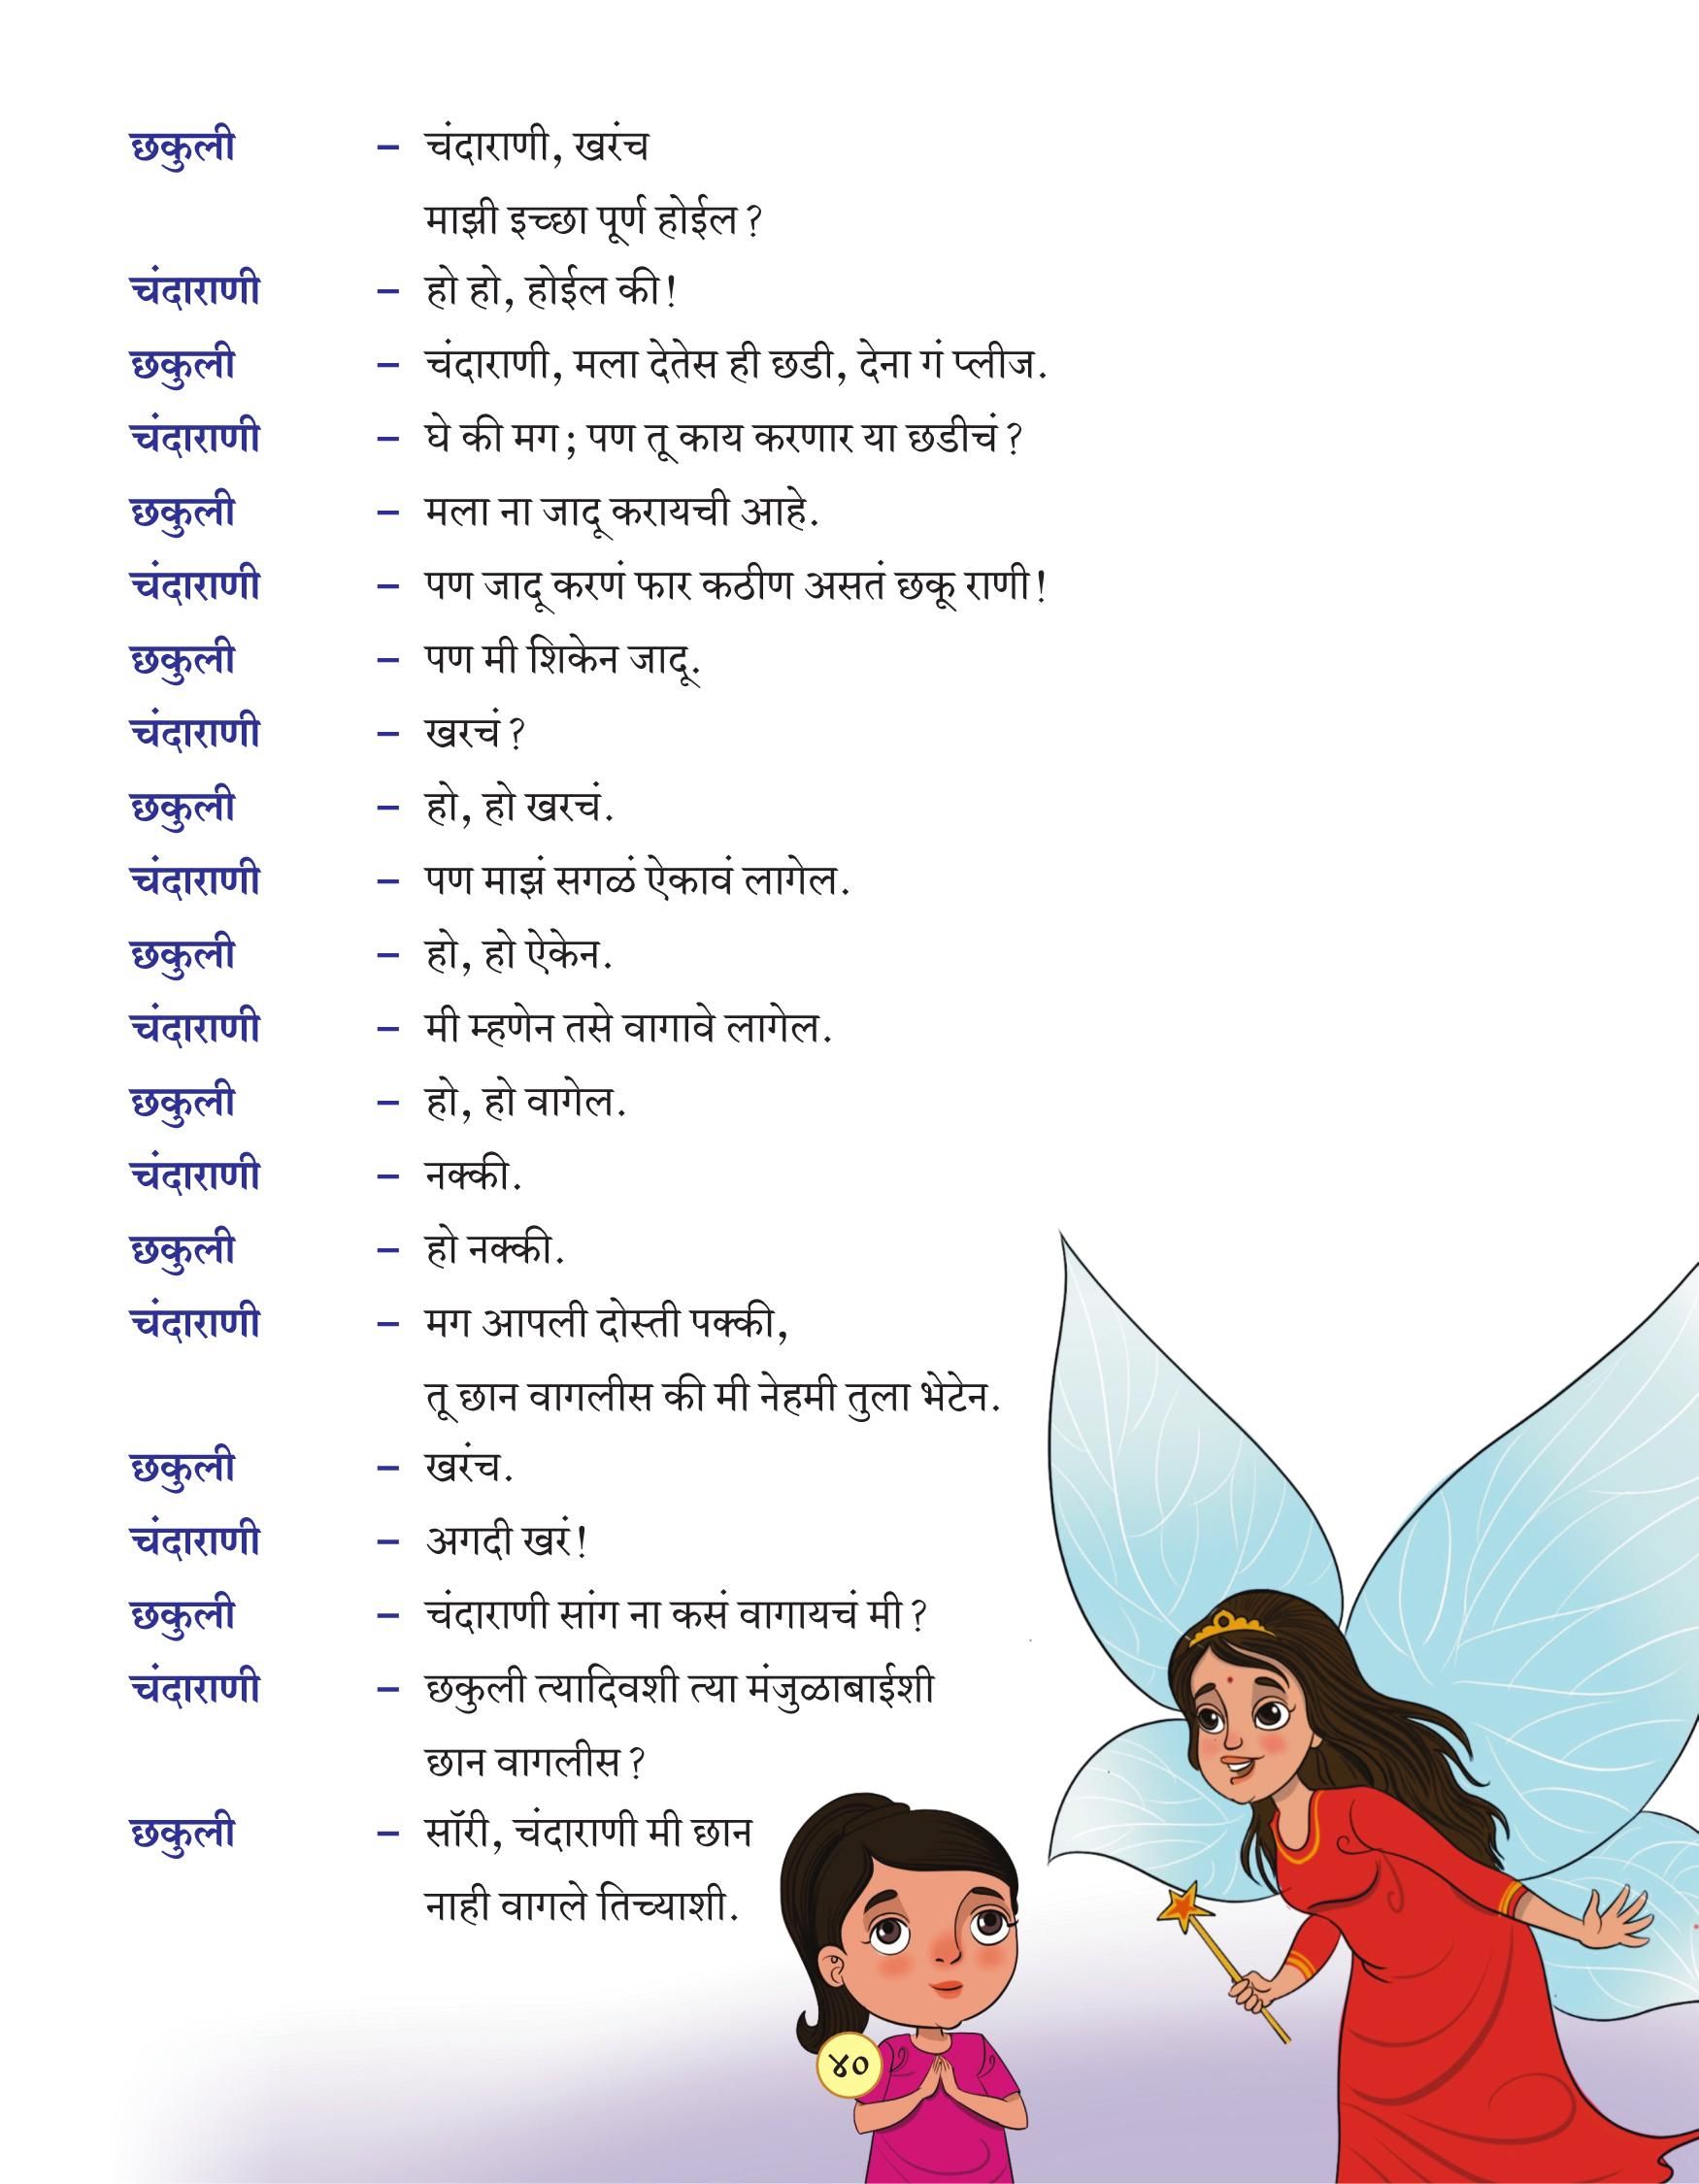 छकुली – चंदाराणी, खरंच
माझी इच्छा पूर्ण होईल ?
चंदाराणी – हो हो, होईल की!
छकुली – चंदाराणी, मला देतेस ही छडी, देना गं प्लीज.
चंदाराणी – घे की मग; पण तू काय करणार या छडीचं ?
छकुली – मला ना जादू करायची आहे.
चंदाराणी – पण जादू करणं फार कठीण असतं छकू राणी!
छकुली – पण मी शिकेन जादू.
चंदाराणी – खरचं ?
छकुली – हो, हो खरचं.
चंदाराणी – पण माझं सगळं ऐकावं लागेल.
छकुली – हो, हो ऐकेन.
चंदाराणी – मी म्हणेन तसे वागावे लागेल.
छकुली – हो, हो वागेल.
चंदाराणी – नक्की.
छकुली – हो नक्की.
चंदाराणी – मग आपली दोस्ती पक्की,
तू छान वागलीस की मी नेहमी तुला भेटेन.
छकुली – खरंच.
चंदाराणी – अगदी खरं!
छकुली – चंदाराणी सांग ना कसं वागायचं मी ?
चंदाराणी – छकुली त्यादिवशी त्या मंजुळाबाईशी
छान वागलीस ?
छकुली – सॉरी, चंदाराणी मी छान
नाही वागले तिच्याशी.
४०